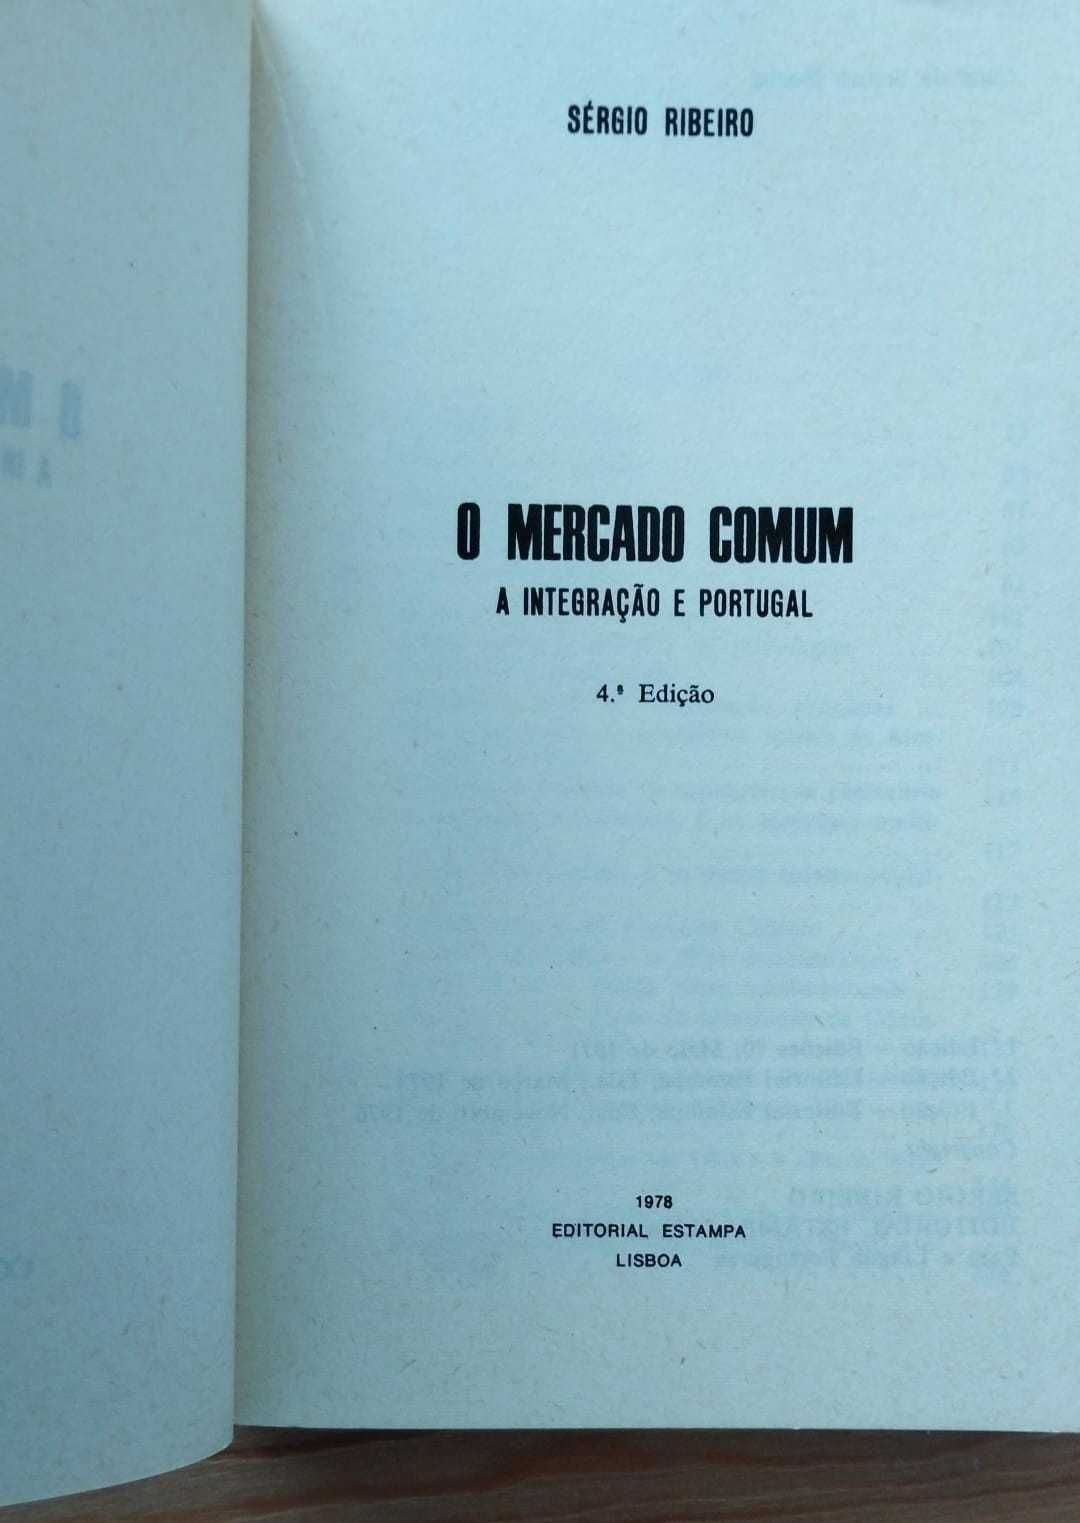 SÉRGIO RIBEIRO
O MERCADO COMUM
A INTEGRAÇÃO E PORTUGAL
4.ª Edição
1978
EDITORIAL ESTAMPA
LISBOA